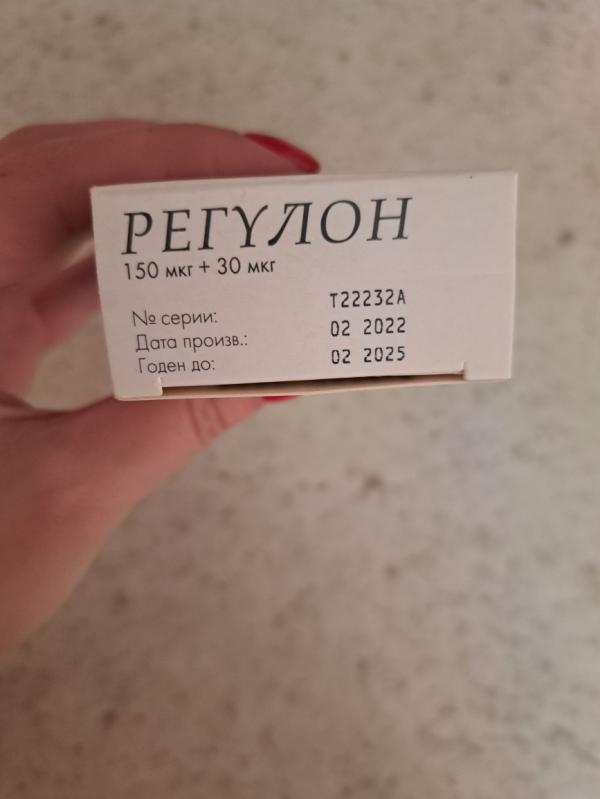 РЕГУЛОН
150 мкг + 30 мкг
№ серии: T22232A
Дата произв.: 02 2022
Годен до: 02 2025